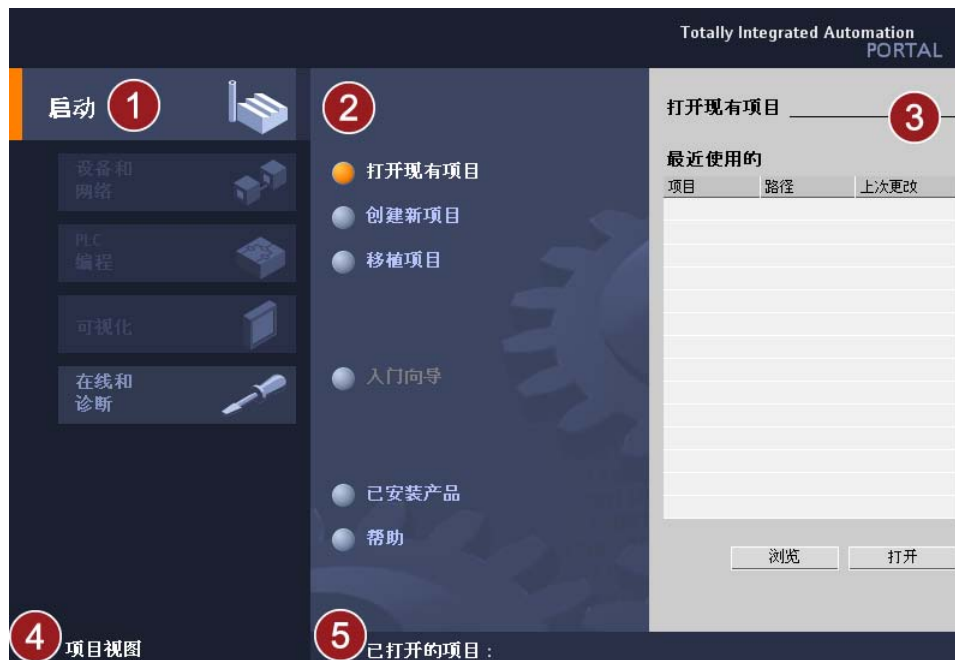 Totally Integrated Automation
PORTAL
启动
1
2
打开现有项目
3
最近使用的
项目 路径 上次更改
设备和
网络
PLC
编程
可视化
在线和
诊断
打开现有项目
创建新项目
移植项目
入门向导
已安装产品
帮助
浏览
打开
4
项目视图
5
已打开的项目：